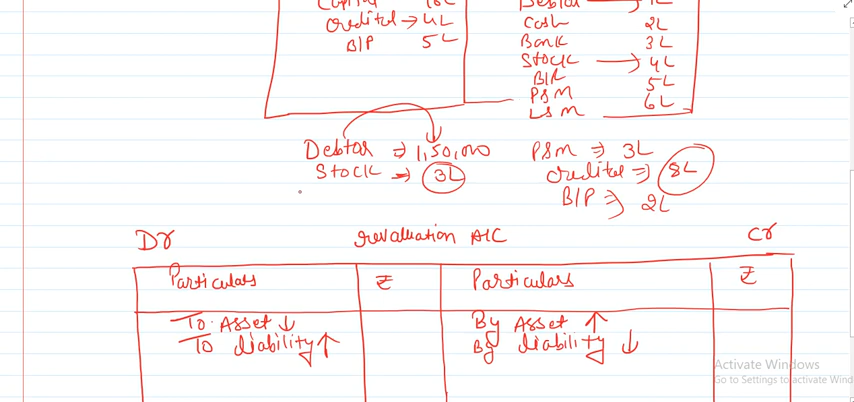 Capital 10L
Creditor → 4L
B/P 5L
Debtor → 1L
Cash 2L
Bank 3L
Stock → 4L
B/R 5L
P&M 6L
L&M
Debtor ⇒ 1,50,000
Stock → 3L
P&M ⇒ 3L
Creditor ⇒ 8L
B/P ⇒ 2L
Dr revaluation A/C Cr
Particulars ₹ Particulars ₹
To Asset ↓ By Asset ↑
To liability ↑ By liability ↓
Activate Windows
Go to Settings to activate Wind